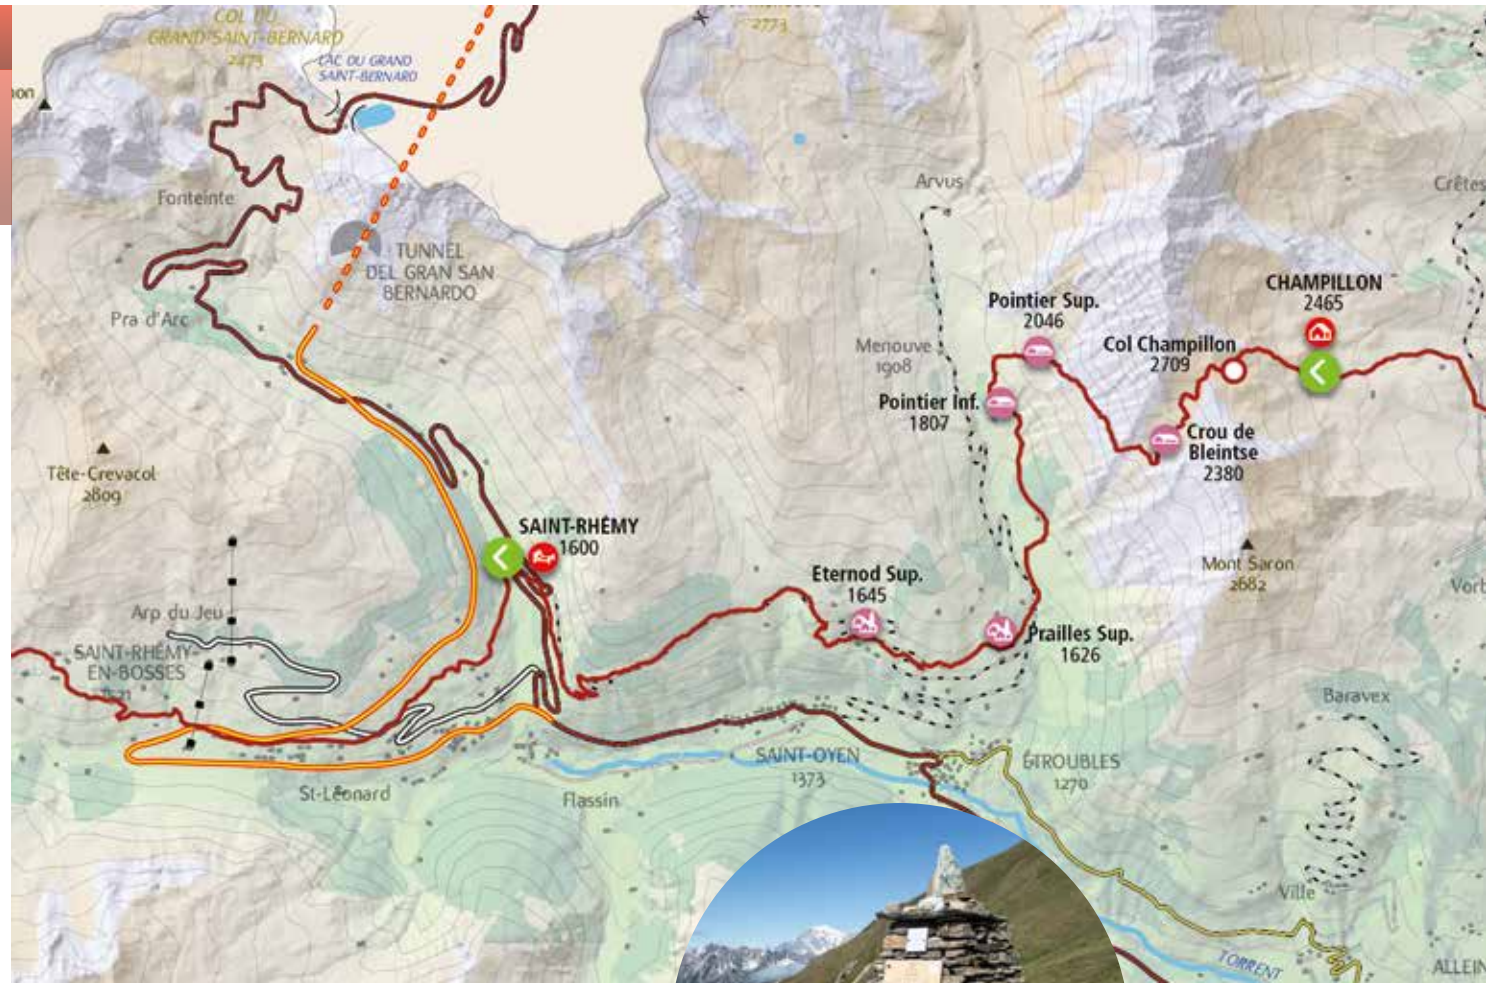 COL DU
GRAND SAINT-BERNARD
2473
LAC DU GRAND
SAINT-BERNARD
2773
Fonteinte
TUNNEL
DEL GRAN SAN
BERNARDO
Pra d'Arc
Arvus
Crêtes
CHAMPILLON
2465
Pointier Sup.
2046
Col Champillon
2709
Menouve
1908
Pointier Inf.
1807
Crou de
Bleintse
2380
Tête-Crevacol
2809
SAINT-RHÉMY
1600
Mont Saron
2682
Eternod Sup.
1645
Arp du Jeu
Prailles Sup.
1626
SAINT-RHÉMY-
EN-BOSSES
Baravex
SAINT-OYEN
1373
ÉTROUBLES
1270
St-Léonard
Flassin
Ville
TORRENT
ALLEIN